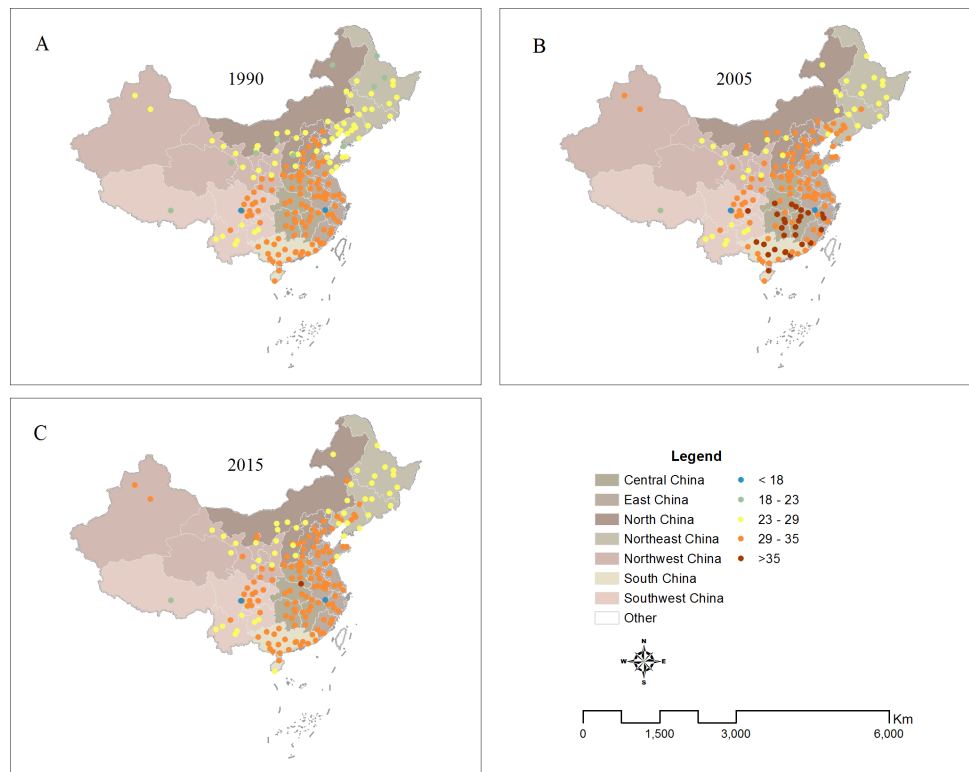 A
1990
B
2005
C
2015
Legend
Central China
East China
North China
Northeast China
Northwest China
South China
Southwest China
Other
< 18
18 - 23
23 - 29
29 - 35
>35
N
W E
S
Km
0 1,500 3,000 6,000